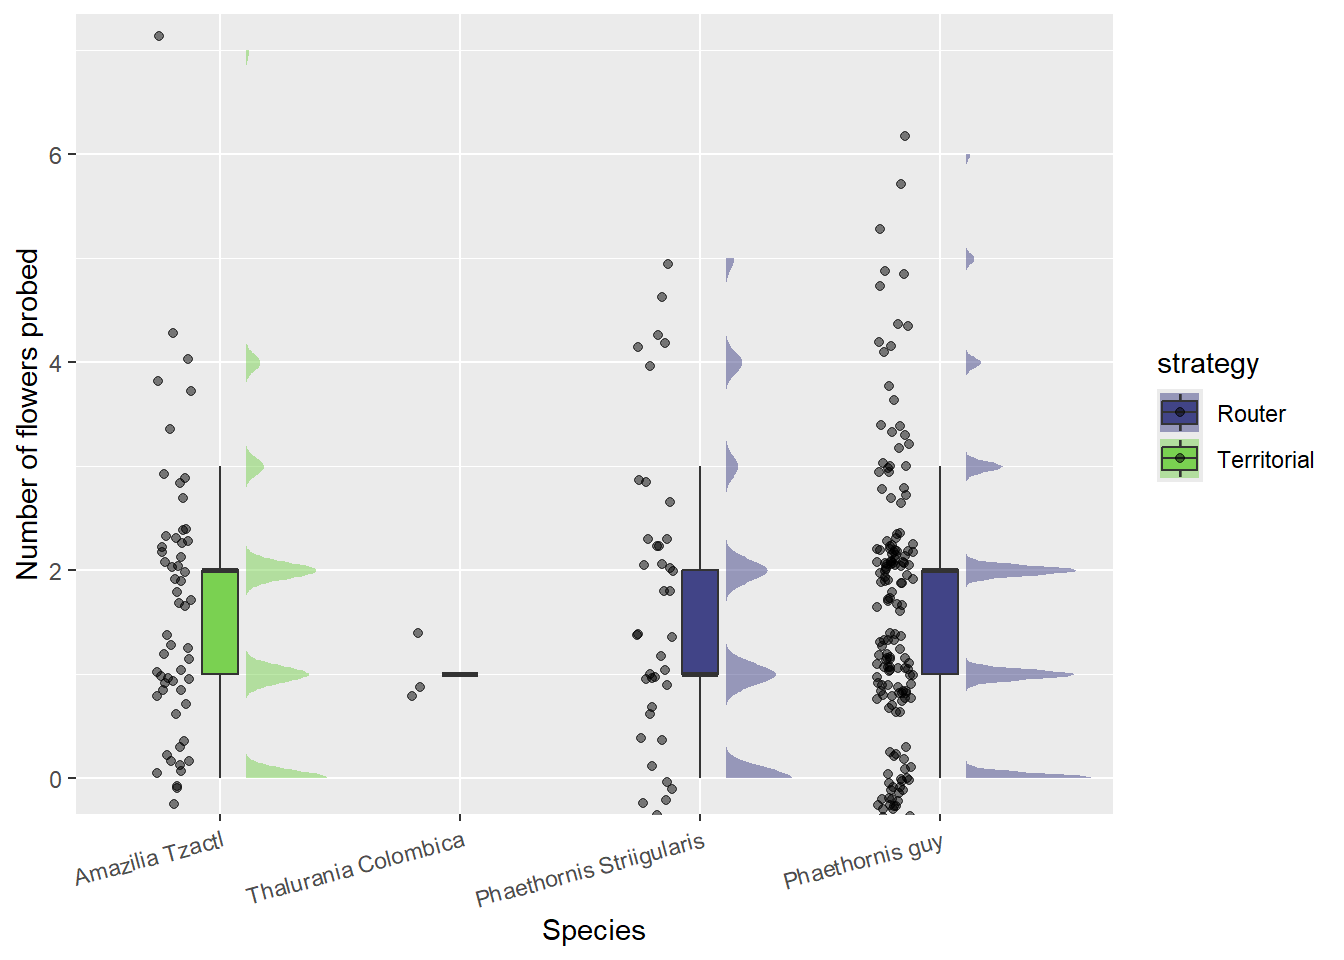 Number of flowers probed
6
4
2
0
Amazilia Tzactl
Thalurania Colombica
Phaethornis Striigularis
Phaethornis guy
Species
strategy
Router
Territorial